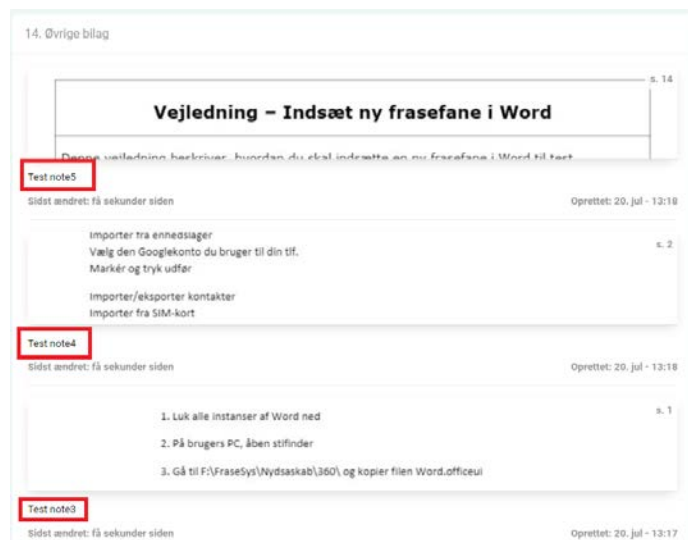 14. Øvrige bilag
s. 14
Vejledning – Indsæt ny frasefane i Word
Denne vejledning beskriver, hvordan du skal indsætte en ny frasefane i Word til test
Test note5
Sidst ændret: få sekunder siden
Oprettet: 20. jul - 13:18
Importer fra enhedslager
s. 2
Vælg den Googlekonto du bruger til din tlf.
Markér og tryk udfør
Importer/eksporter kontakter
Importer fra SIM-kort
Test note4
Sidst ændret: få sekunder siden
Oprettet: 20. jul - 13:18
s. 1
1. Luk alle instanser af Word ned
2. På brugers PC, åben stifinder
3. Gå til F:\FraseSys\Nydsaskab\360\ og kopier filen Word.officeui
Test note3
Sidst ændret: få sekunder siden
Oprettet: 20. jul - 13:17